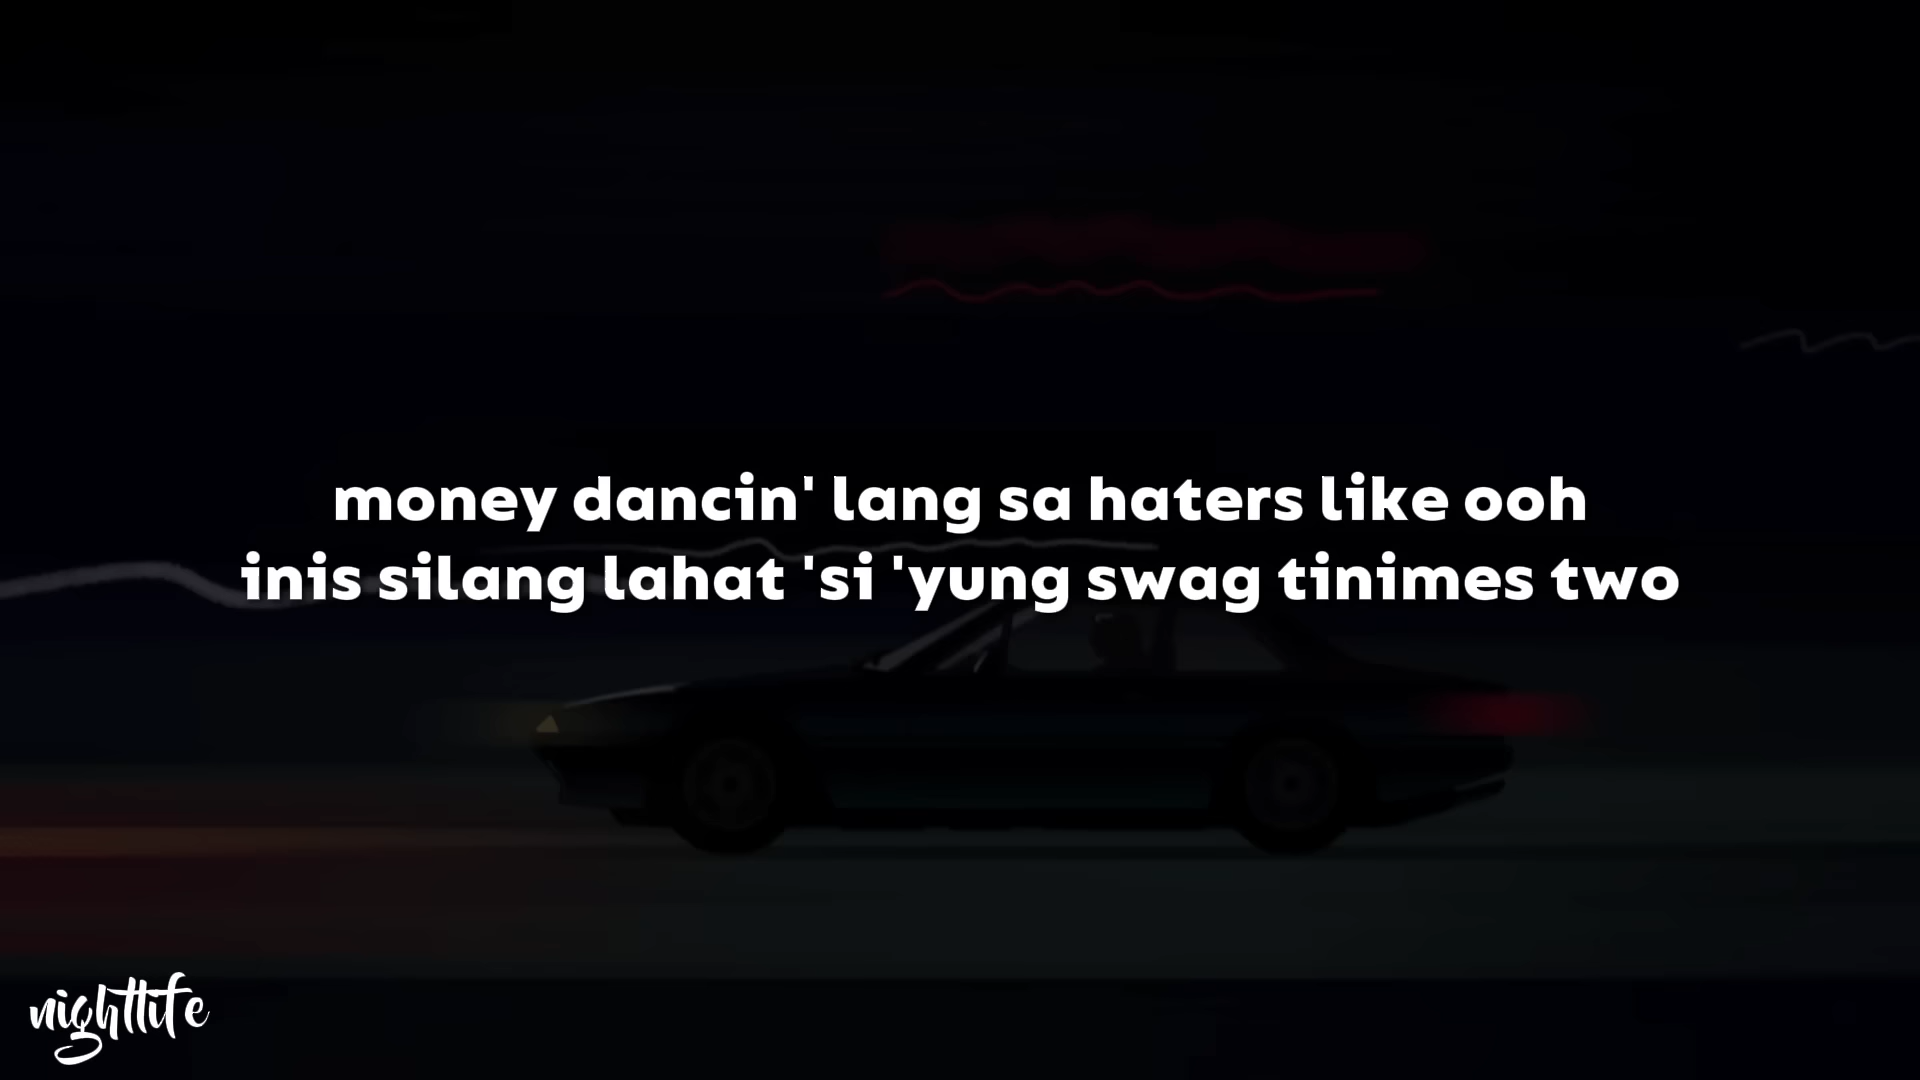 money dancin' lang sa haters like ooh
inis silang lahat 'si 'yung swag tinimes two
nightlife